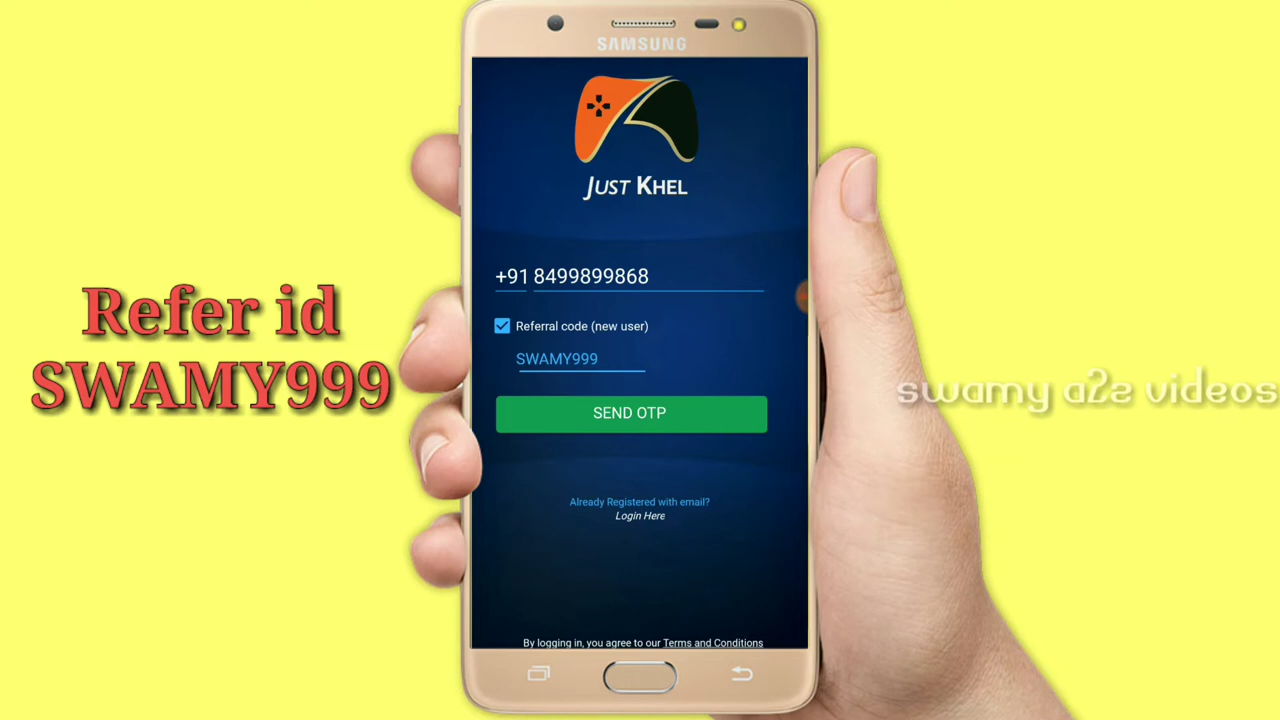 SAMSUNG
JUST KHEL
+91 8499899868
Referral code (new user)
SWAMY999
SEND OTP
Already Registered with email?
Login Here
By logging in, you agree to our Terms and Conditions
Refer id
SWAMY999
swamy a2z videos